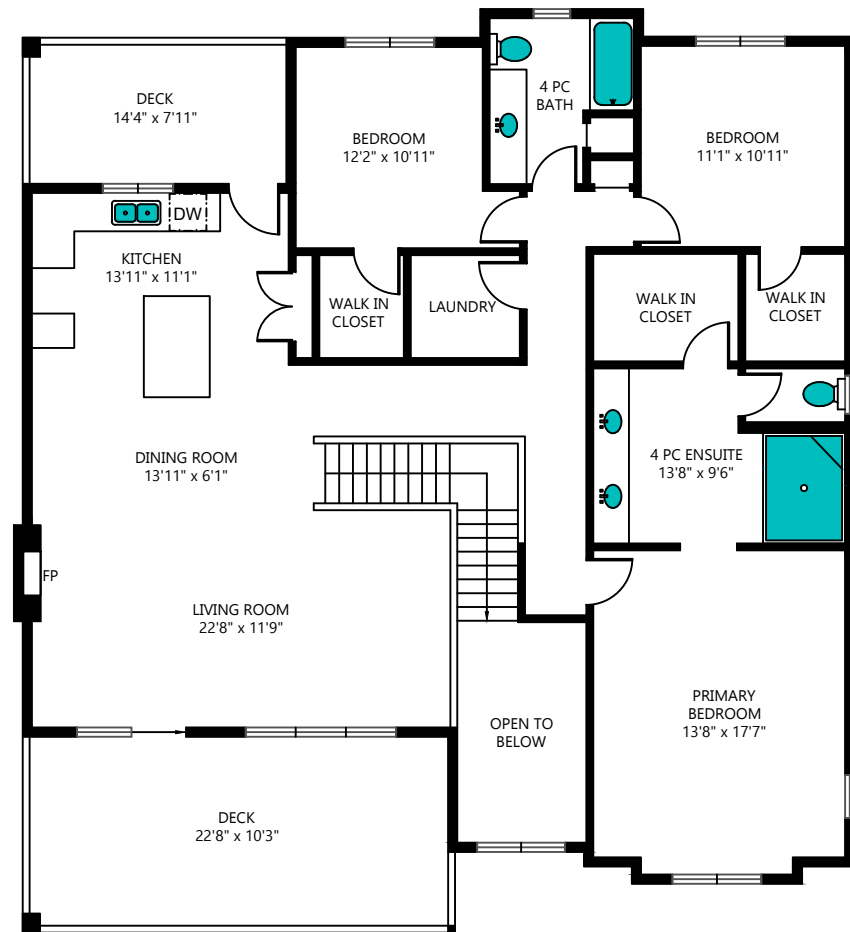 DECK
14'4" x 7'11"
BEDROOM
12'2" x 10'11"
4 PC
BATH
BEDROOM
11'1" x 10'11"
DW
KITCHEN
13'11" x 11'1"
WALK IN
CLOSET
LAUNDRY
WALK IN
CLOSET
WALK IN
CLOSET
DINING ROOM
13'11" x 6'1"
4 PC ENSUITE
13'8" x 9'6"
FP
LIVING ROOM
22'8" x 11'9"
PRIMARY
BEDROOM
13'8" x 17'7"
OPEN TO
BELOW
DECK
22'8" x 10'3"